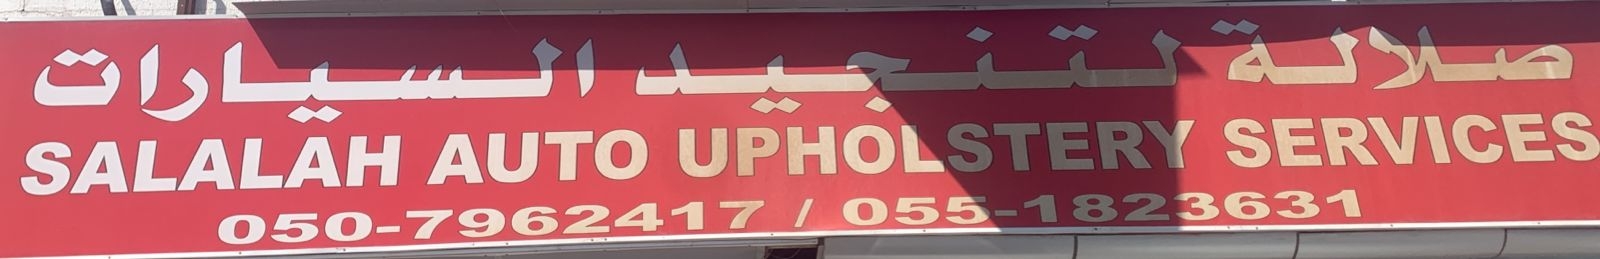 صلالة لتنجيد السيارات
SALALAH AUTO UPHOLSTERY SERVICES
050-7962417 / 055-1823631